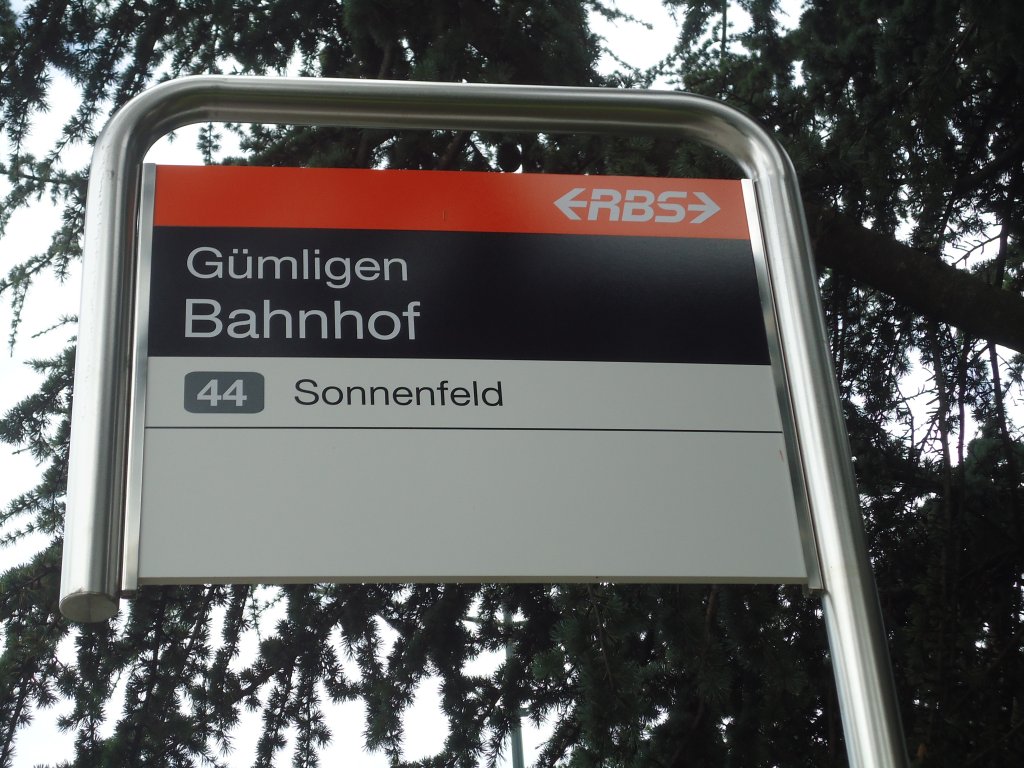 RBS
Gümligen
Bahnhof
44 Sonnenfeld